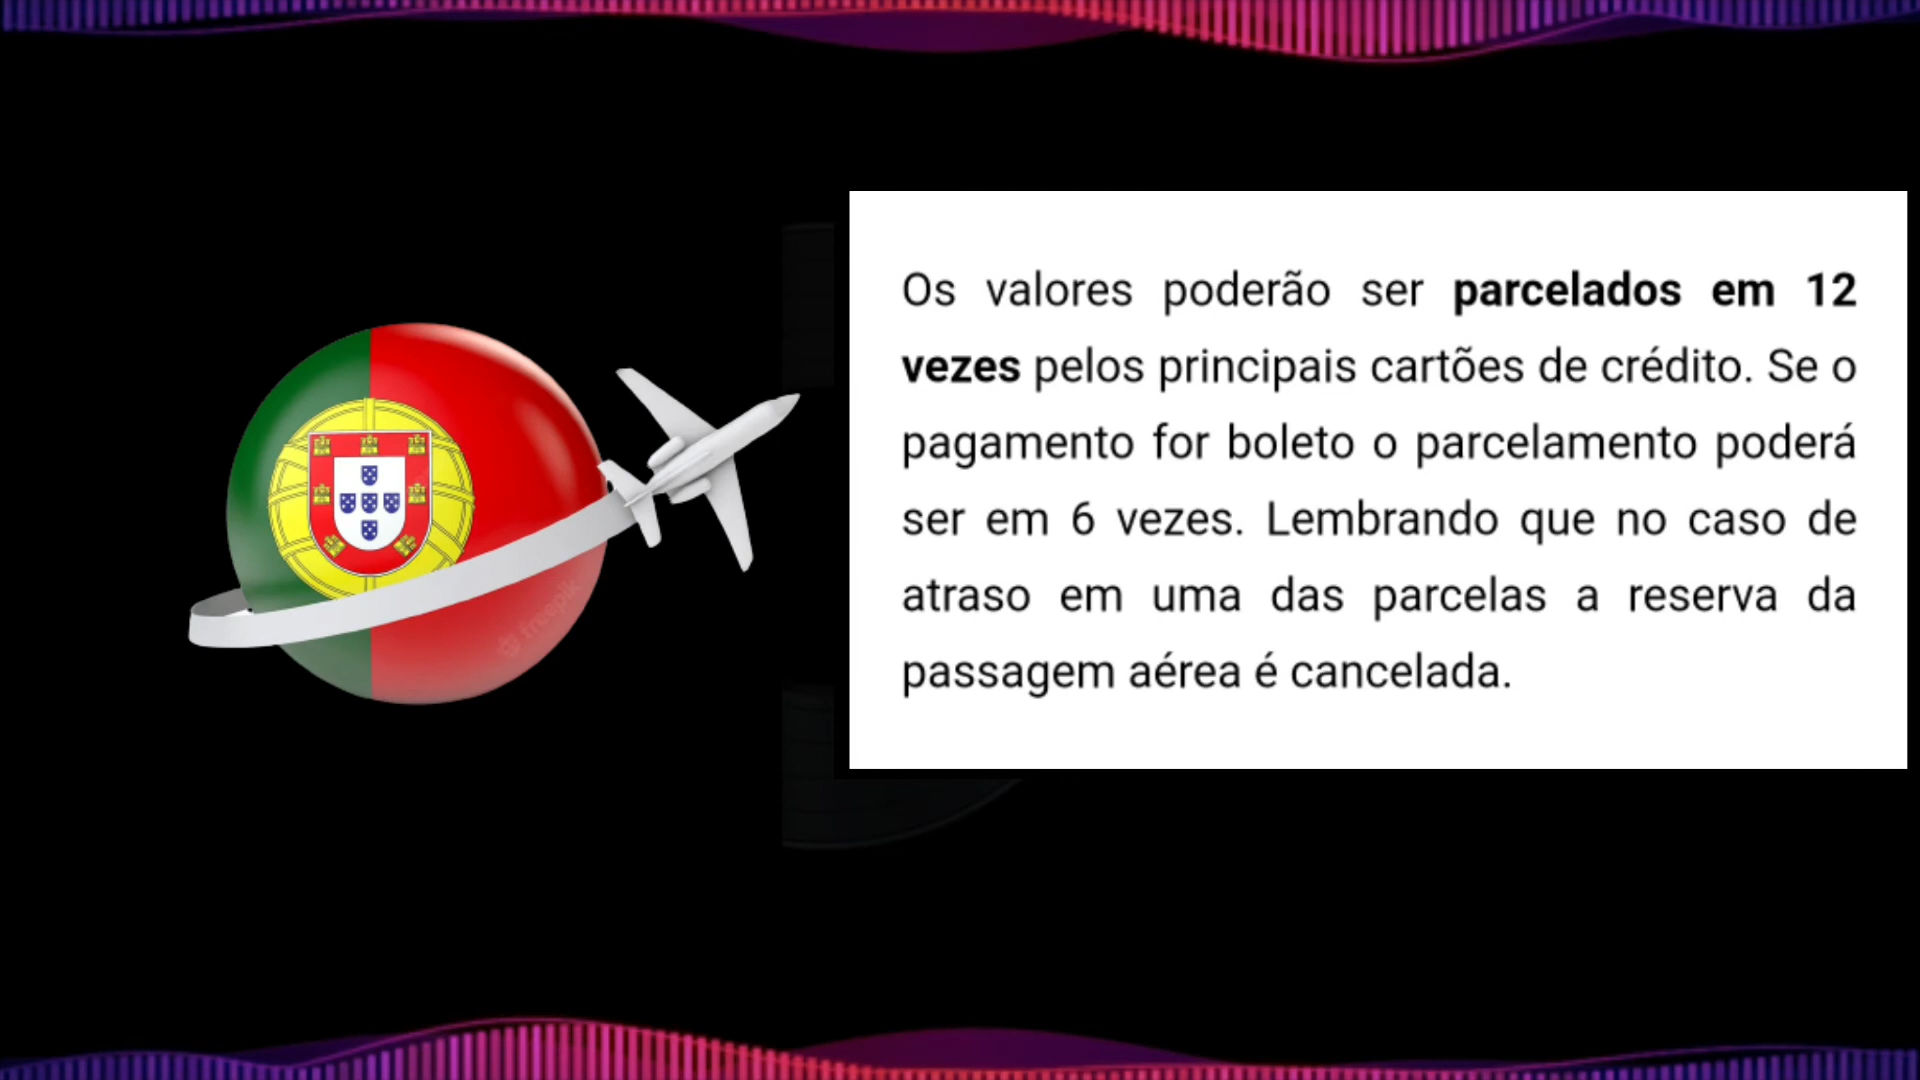 Os valores poderão ser parcelados em 12
vezes pelos principais cartões de crédito. Se o
pagamento for boleto o parcelamento poderá
ser em 6 vezes. Lembrando que no caso de
atraso em uma das parcelas a reserva da
passagem aérea é cancelada.
freepik